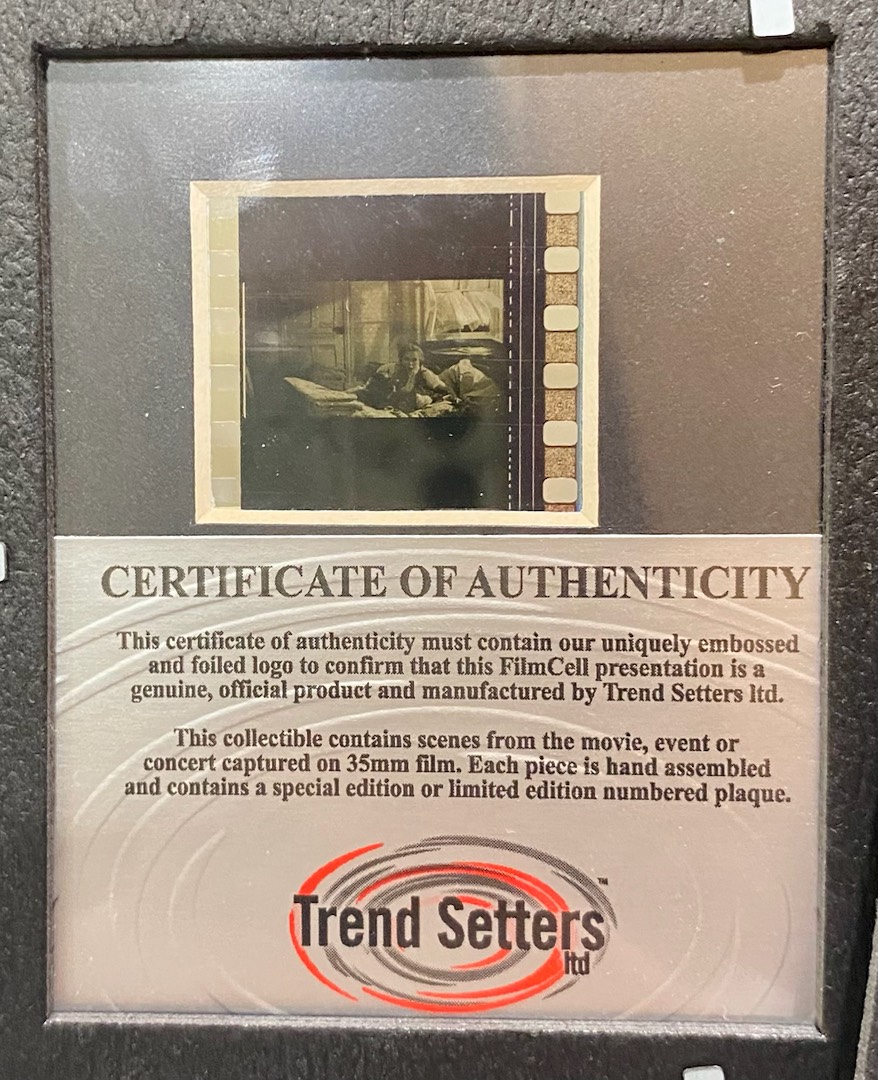 CERTIFICATE OF AUTHENTICITY
This certificate of authenticity must contain our uniquely embossed
and foiled logo to confirm that this FilmCell presentation is a
genuine, official product and manufactured by Trend Setters ltd.
This collectible contains scenes from the movie, event or
concert captured on 35mm film. Each piece is hand assembled
and contains a special edition or limited edition numbered plaque.
Trend Setters ™
ltd